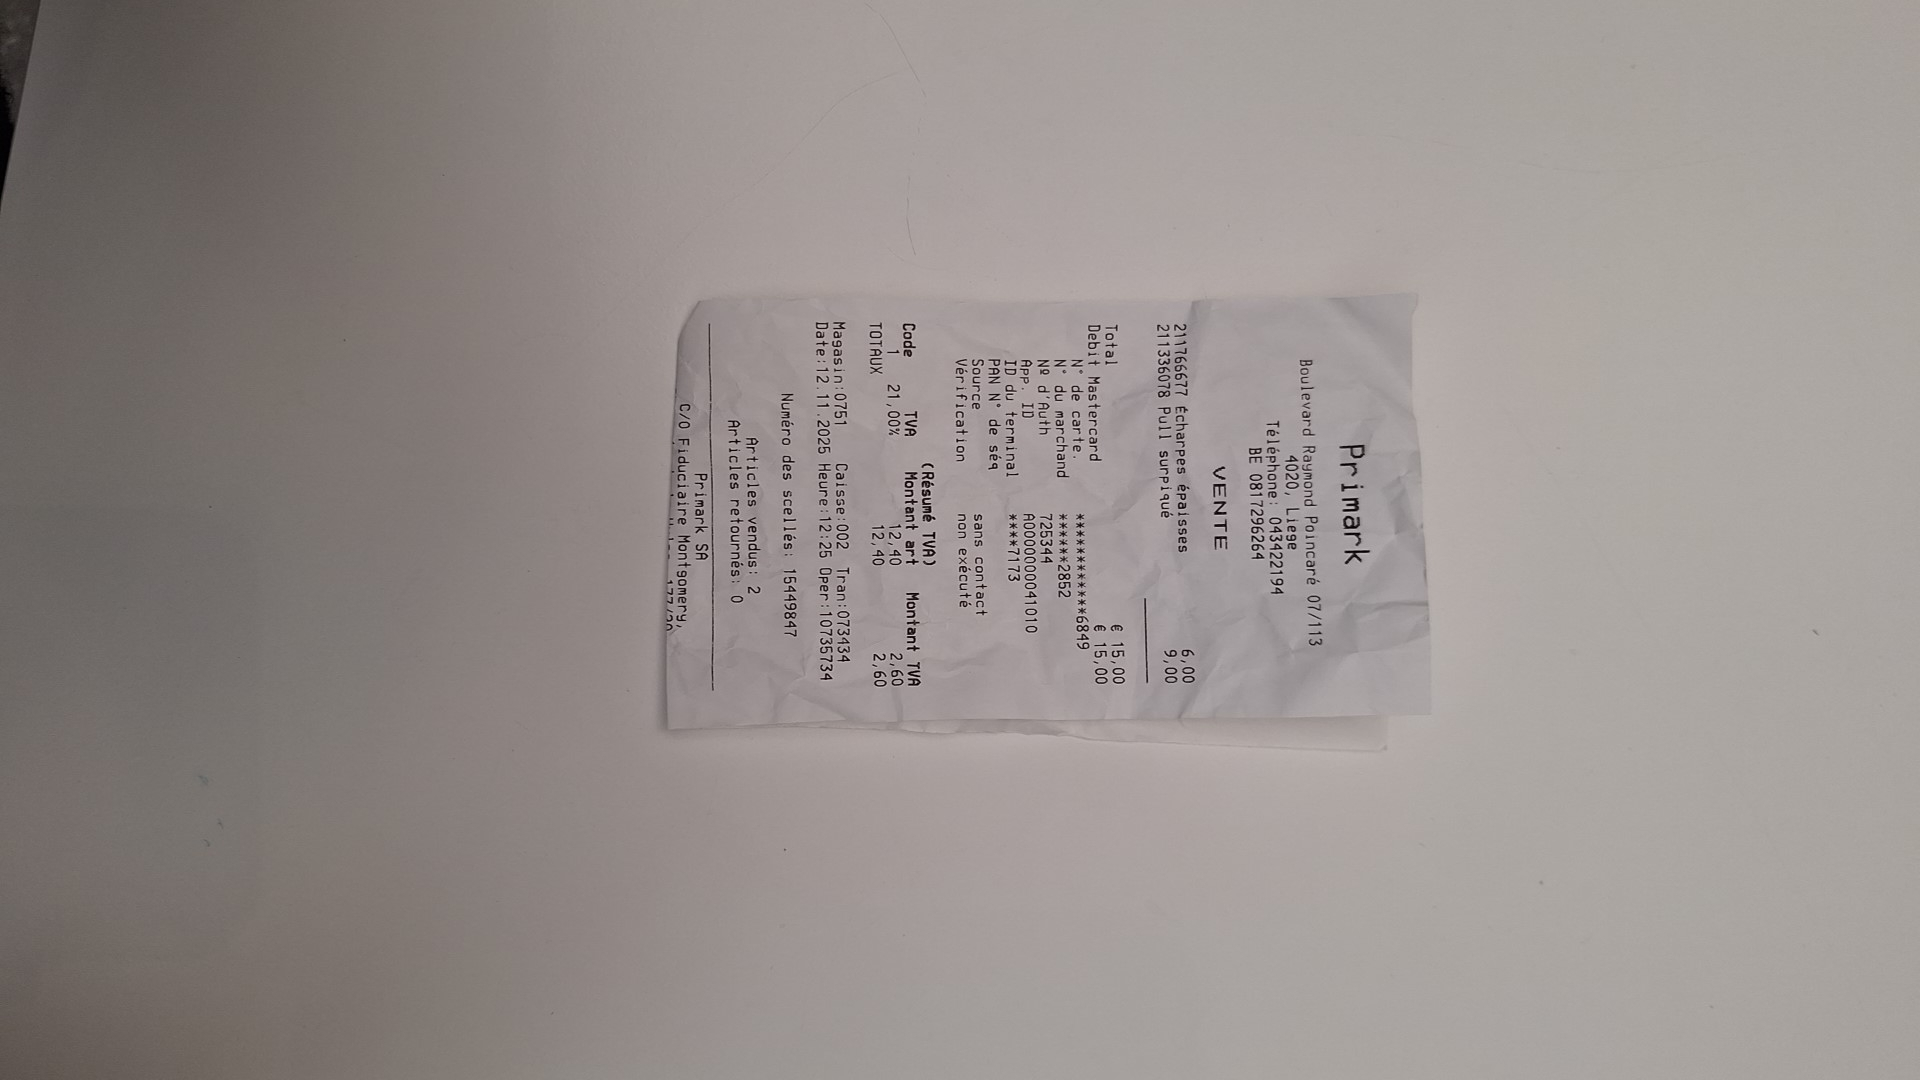 Primark
Boulevard Raymond Poincaré 07/113
4020, Liege
Téléphone: 043422194
BE 0817296264
VENTE
211766677 Écharpes épaisses 6,00
211336078 Pull surpiqué 9,00
Total € 15,00
Debit Mastercard € 15,00
N° de carte. ************6849
N° du marchand ******2852
Nº d'Auth 725344
App. ID A0000000041010
ID du terminal ****7173
PAN N° de séq
Source sans contact
Vérification non exécuté
(Résumé TVA)
Code TVA Montant art Montant TVA
1 21,00% 12,40 2,60
TOTAUX 12,40 2,60
Magasin:0751 Caisse:002 Tran:073434
Date:12.11.2025 Heure:12:25 Oper:10735734
Numéro des scellés: 15449847
Articles vendus: 2
Articles retournés: 0
Primark SA
C/O Fiduciaire Montgomery,